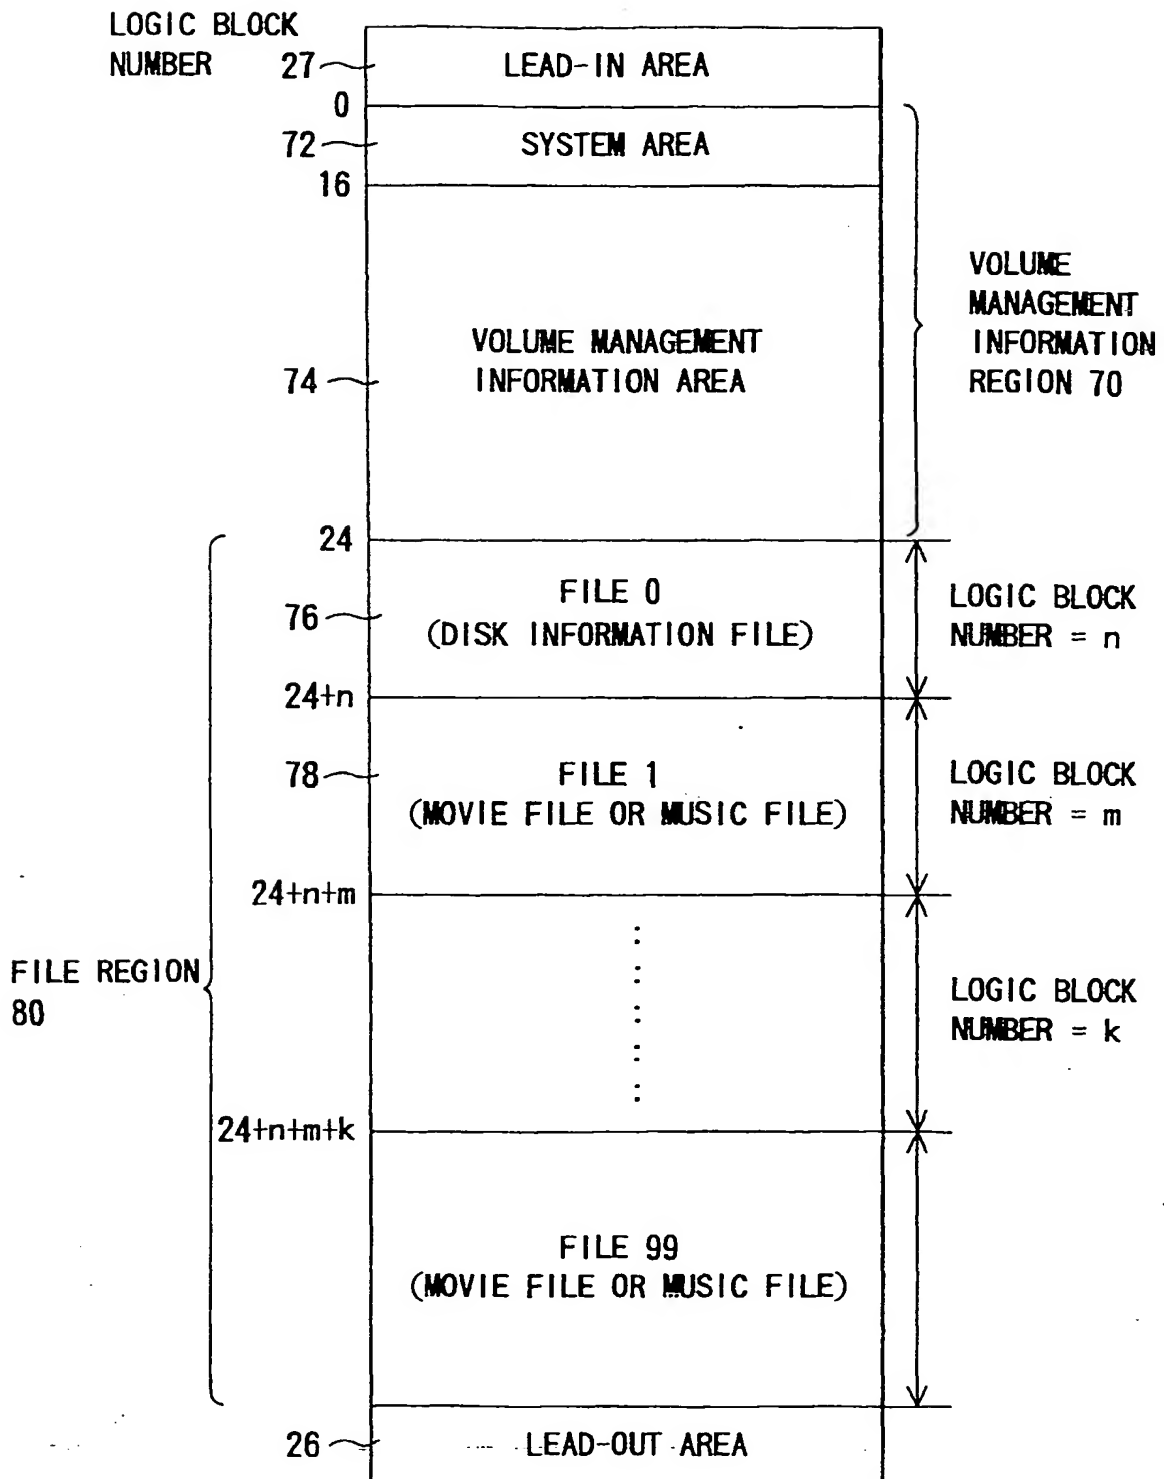 LOGIC BLOCK
NUMBER
27
LEAD-IN AREA
0
72
SYSTEM AREA
16
VOLUME
MANAGEMENT
INFORMATION
REGION 70
VOLUME MANAGEMENT
74
INFORMATION AREA
24
FILE 0
LOGIC BLOCK
76
(DISK INFORMATION FILE)
NUMBER = n
24+n
78
FILE 1
LOGIC BLOCK
(MOVIE FILE OR MUSIC FILE)
NUMBER = m
24+n+m
FILE REGION
80
LOGIC BLOCK
NUMBER = k
24+n+m+k
FILE 99
(MOVIE FILE OR MUSIC FILE)
26
LEAD-OUT AREA